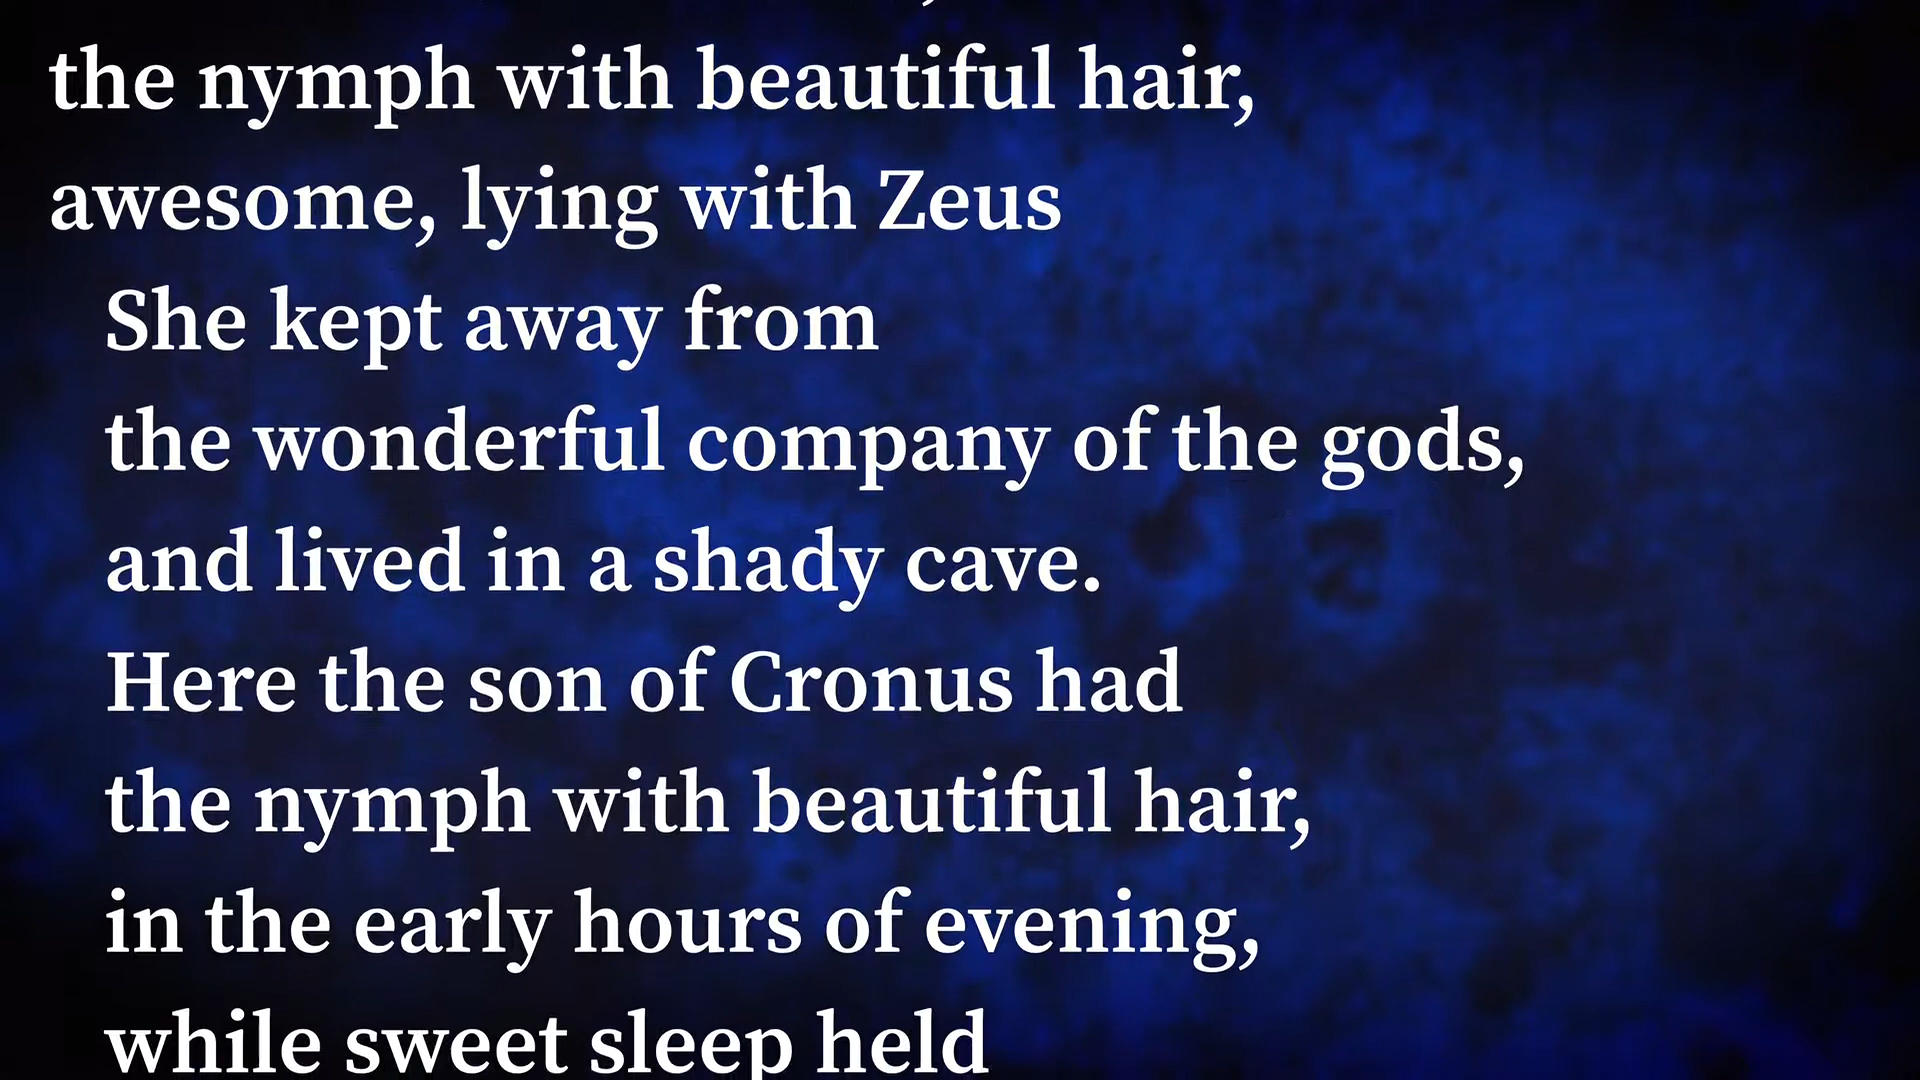 the nymph with beautiful hair,
awesome, lying with Zeus
She kept away from
the wonderful company of the gods,
and lived in a shady cave.
Here the son of Cronus had
the nymph with beautiful hair,
in the early hours of evening,
while sweet sleep held